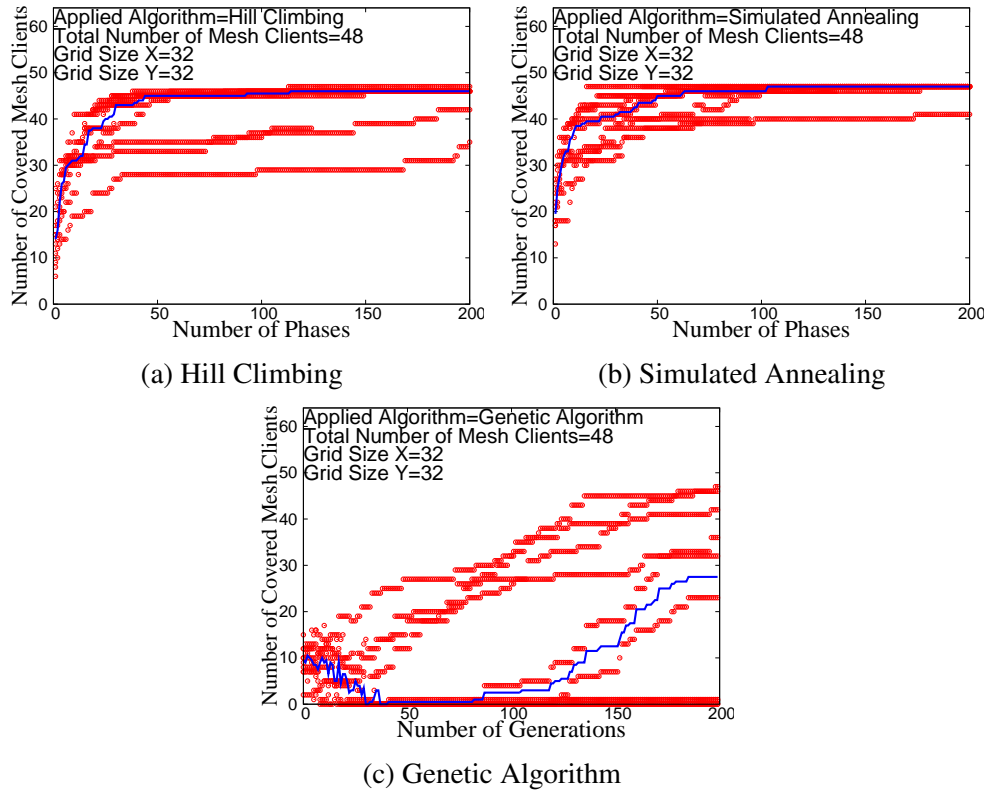 Applied Algorithm=Hill Climbing
Total Number of Mesh Clients=48
Grid Size X=32
Grid Size Y=32
Number of Covered Mesh Clients
60
50
40
30
20
10
0
0 50 100 150 200
Number of Phases
(a) Hill Climbing
Applied Algorithm=Simulated Annealing
Total Number of Mesh Clients=48
Grid Size X=32
Grid Size Y=32
Number of Covered Mesh Clients
60
50
40
30
20
10
0
0 50 100 150 200
Number of Phases
(b) Simulated Annealing
Applied Algorithm=Genetic Algorithm
Total Number of Mesh Clients=48
Grid Size X=32
Grid Size Y=32
Number of Covered Mesh Clients
60
50
40
30
20
10
0
0 50 100 150 200
Number of Generations
(c) Genetic Algorithm